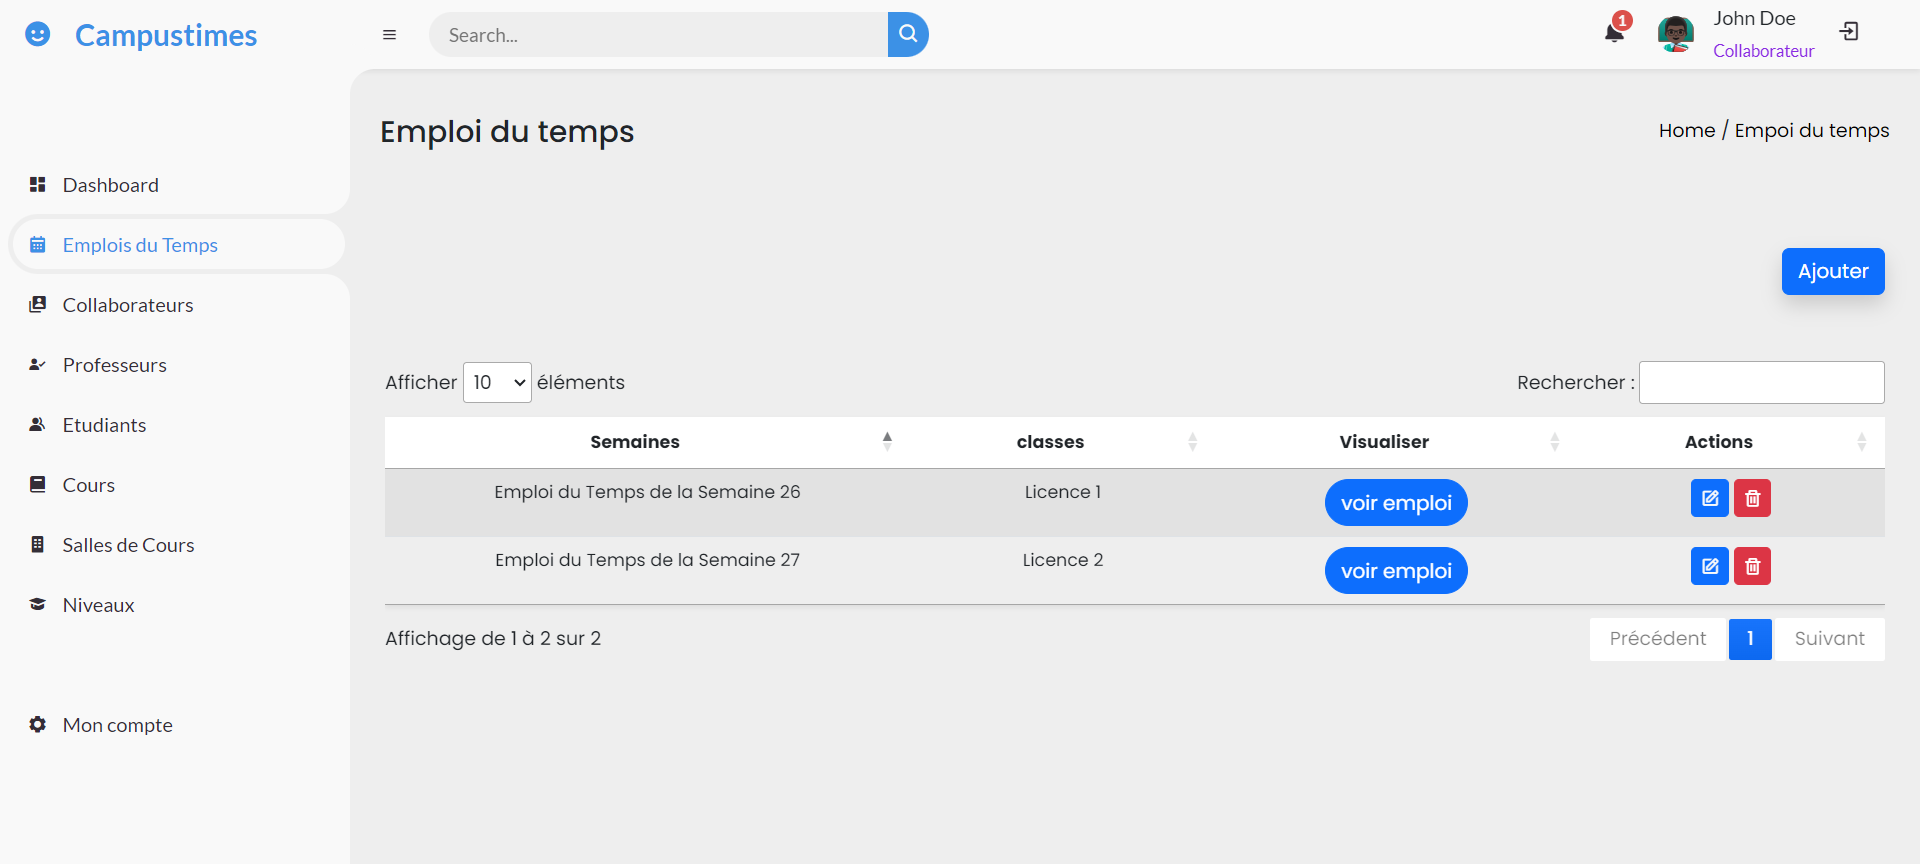 Campustimes
Search...
1
John Doe
Collaborateur
Emploi du temps
Home / Empoi du temps
Dashboard
Emplois du Temps
Collaborateurs
Professeurs
Etudiants
Cours
Salles de Cours
Niveaux
Mon compte
Ajouter
Afficher 10 éléments
Rechercher :
Semaines classes Visualiser Actions
Emploi du Temps de la Semaine 26 Licence 1 voir emploi
Emploi du Temps de la Semaine 27 Licence 2 voir emploi
Affichage de 1 à 2 sur 2
Précédent 1 Suivant